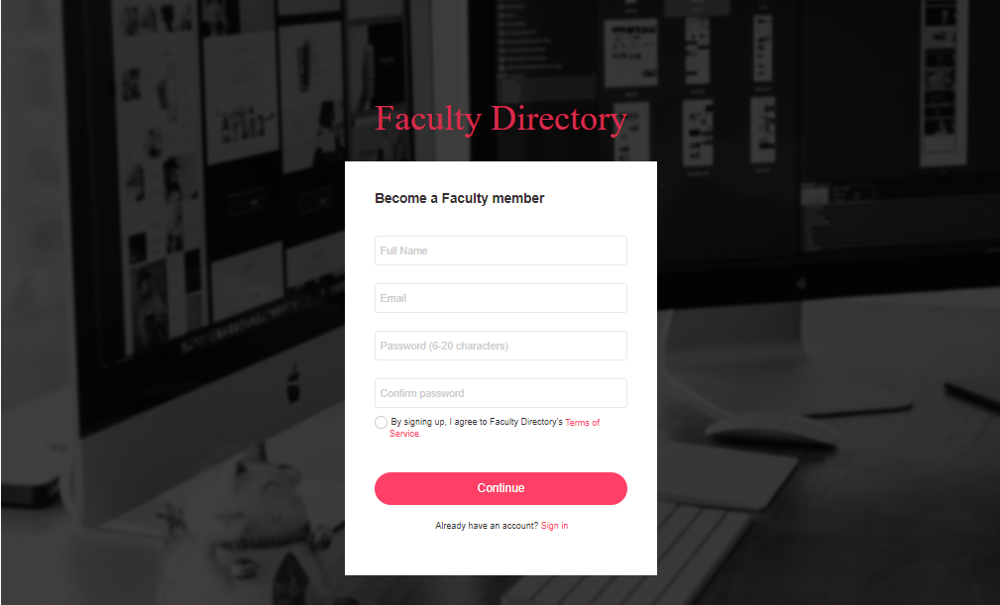 Faculty Directory
Become a Faculty member
Full Name
Email
Password (6-20 characters)
Confirm password
By signing up, I agree to Faculty Directory's Terms of
Service.
Continue
Already have an account? Sign in